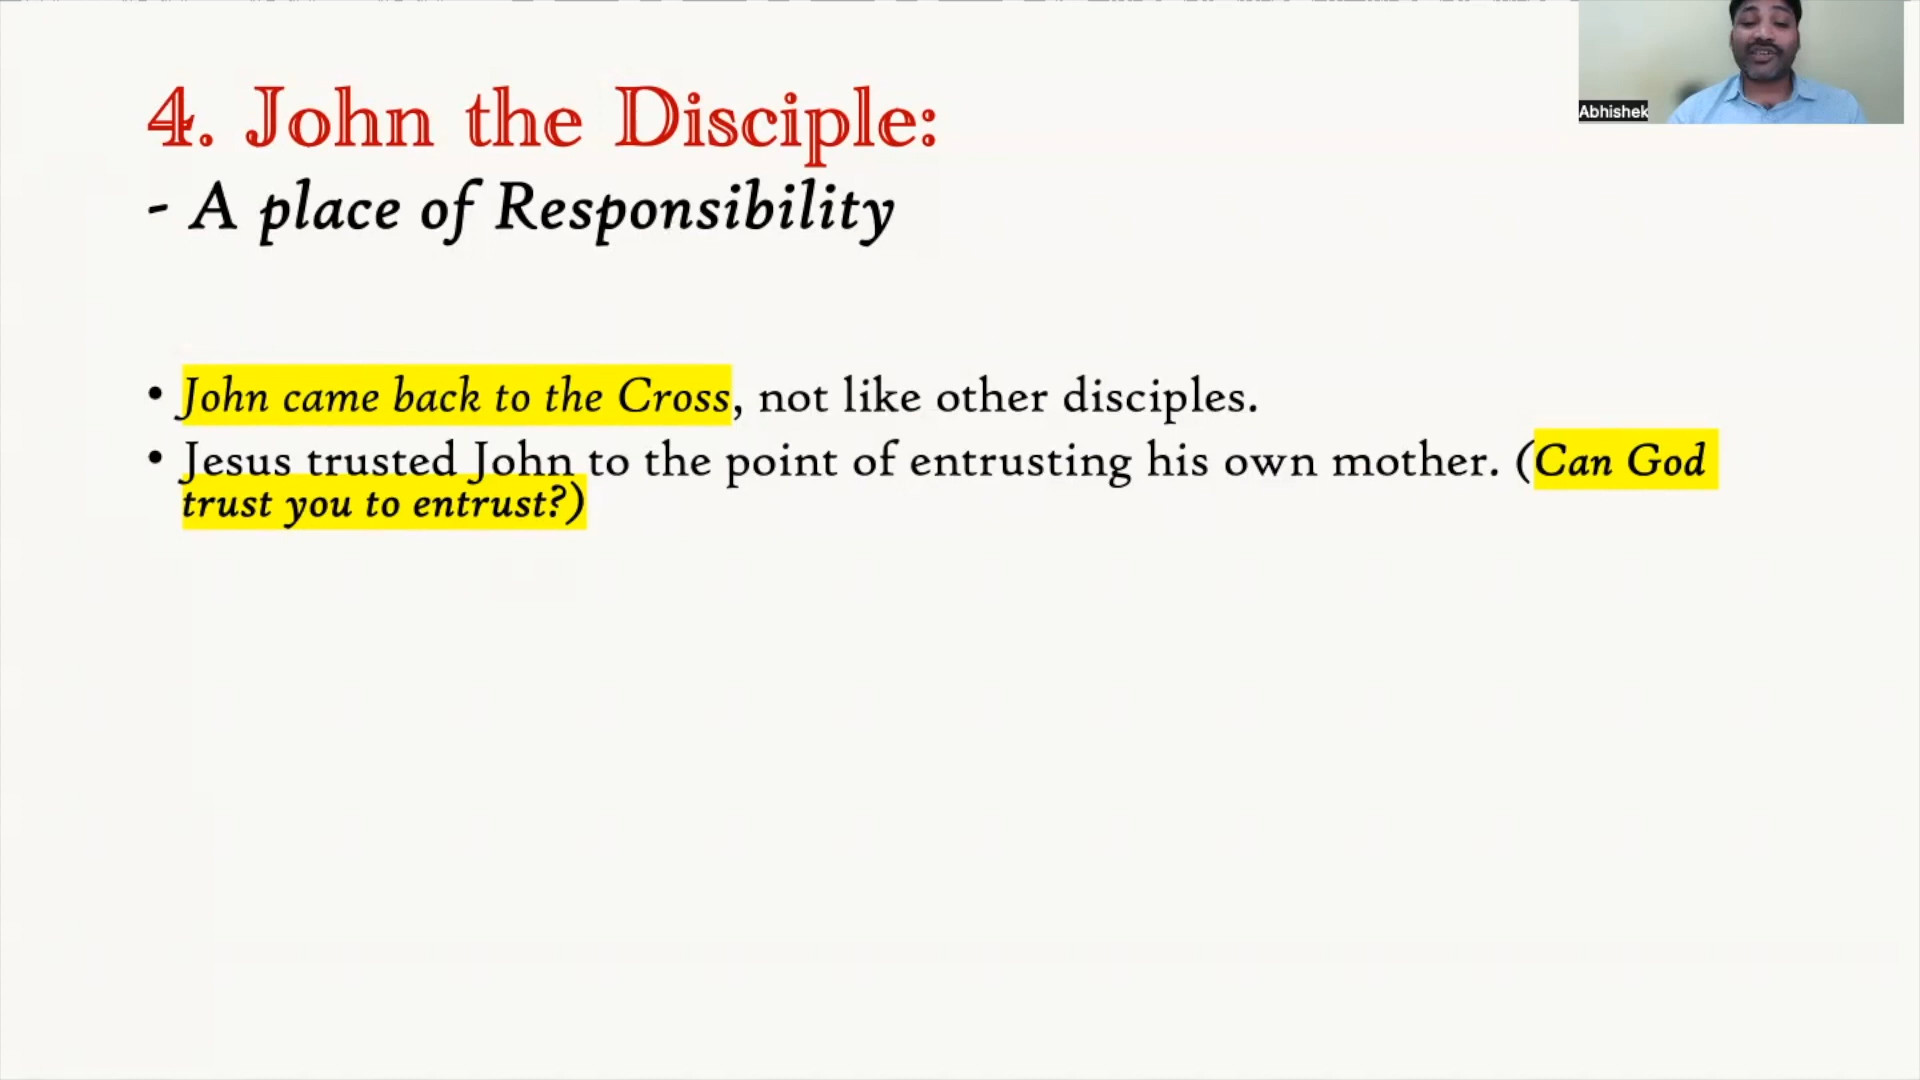 4. John the Disciple:
- A place of Responsibility
• John came back to the Cross, not like other disciples.
• Jesus trusted John to the point of entrusting his own mother. (Can God
trust you to entrust?)
Abhishek